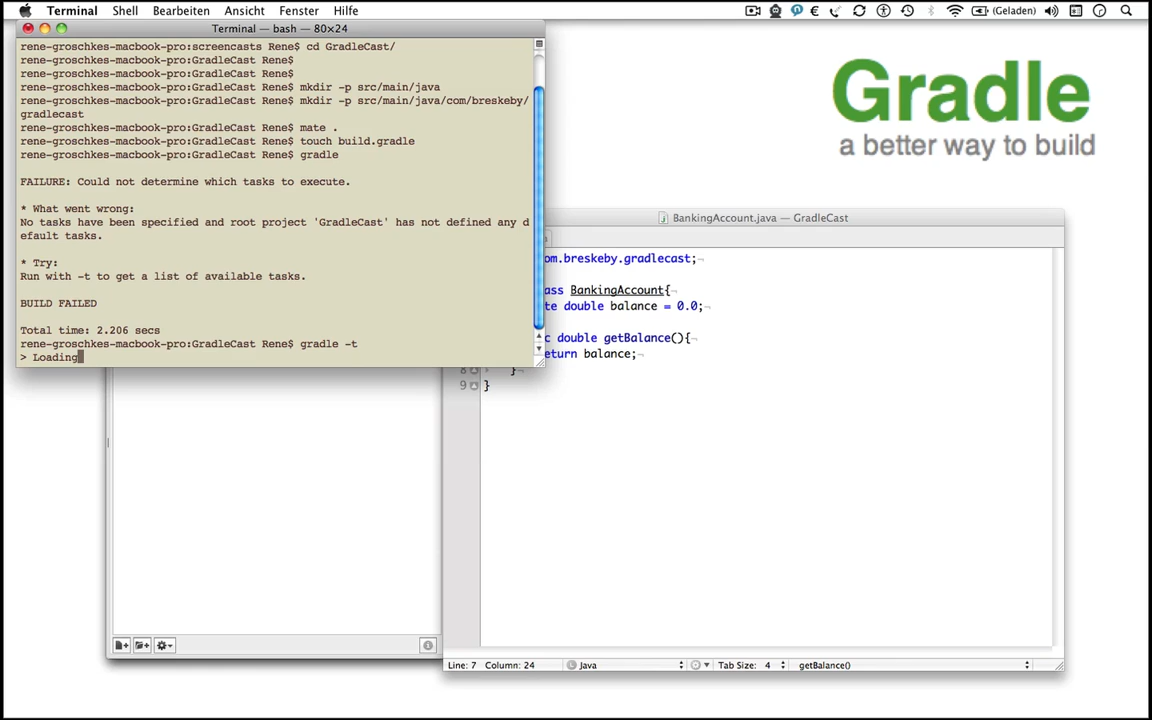 Terminal Shell Bearbeiten Ansicht Fenster Hilfe € (Geladen)
Terminal — bash — 80×24
rene-groschkes-macbook-pro:screencasts Rene$ cd GradleCast/
rene-groschkes-macbook-pro:GradleCast Rene$
rene-groschkes-macbook-pro:GradleCast Rene$
rene-groschkes-macbook-pro:GradleCast Rene$ mkdir -p src/main/java
rene-groschkes-macbook-pro:GradleCast Rene$ mkdir -p src/main/java/com/breskeby/
gradlecast
rene-groschkes-macbook-pro:GradleCast Rene$ mate .
rene-groschkes-macbook-pro:GradleCast Rene$ touch build.gradle
rene-groschkes-macbook-pro:GradleCast Rene$ gradle
FAILURE: Could not determine which tasks to execute.
* What went wrong:
No tasks have been specified and root project 'GradleCast' has not defined any d
efault tasks.
* Try:
Run with -t to get a list of available tasks.
BUILD FAILED
Total time: 2.206 secs
rene-groschkes-macbook-pro:GradleCast Rene$ gradle -t
> Loading
Gradle
a better way to build
BankingAccount.java — GradleCast
om.breskeby.gradlecast;¬
ass BankingAccount{¬
te double balance = 0.0;¬
c double getBalance(){¬
eturn balance;¬
8 }¬
9 }
Line: 7 Column: 24 Java Tab Size: 4 getBalance()